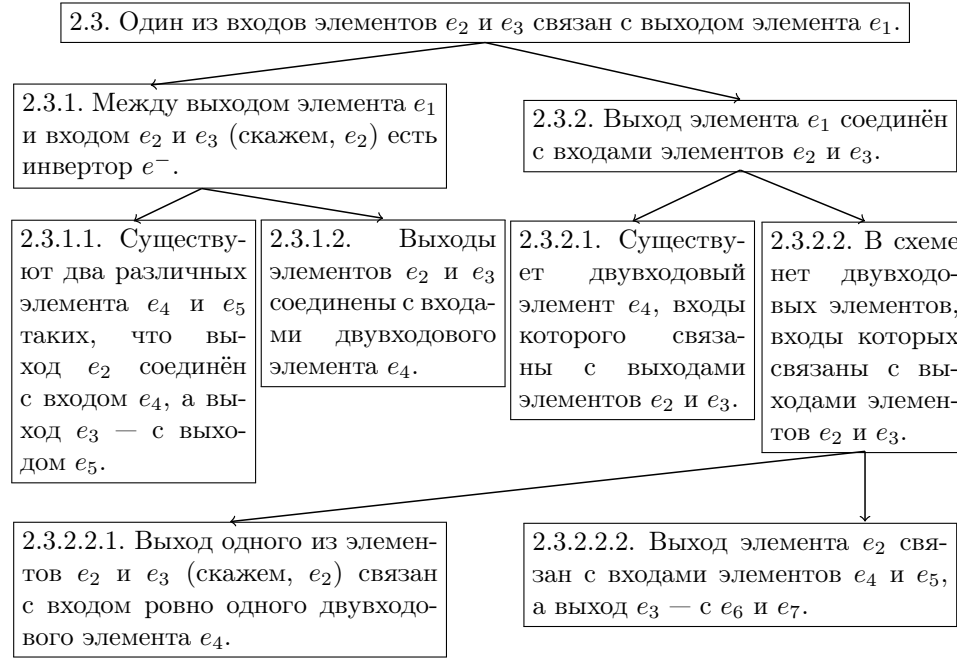 2.3. Один из входов элементов e₂ и e₃ связан с выходом элемента e₁.
2.3.1. Между выходом элемента e₁
и входом e₂ и e₃ (скажем, e₂) есть
инвертор e⁻.
2.3.2. Выход элемента e₁ соединён
с входами элементов e₂ и e₃.
2.3.1.1. Существу-
ют два различных
элемента e₄ и e₅
таких, что вы-
ход e₂ соединён
с входом e₄, а вы-
ход e₃ — с выхо-
дом e₅.
2.3.1.2. Выходы
элементов e₂ и e₃
соединены с входа-
ми двувходового
элемента e₄.
2.3.2.1. Существу-
ет двувходовый
элемент e₄, входы
которого связа-
ны с выходами
элементов e₂ и e₃.
2.3.2.2. В схеме
нет двувходо-
вых элементов,
входы которых
связаны с вы-
ходами элемен-
тов e₂ и e₃.
2.3.2.2.1. Выход одного из элемен-
тов e₂ и e₃ (скажем, e₂) связан
с входом ровно одного двувходо-
вого элемента e₄.
2.3.2.2.2. Выход элемента e₂ свя-
зан с входами элементов e₄ и e₅,
а выход e₃ — с e₆ и e₇.